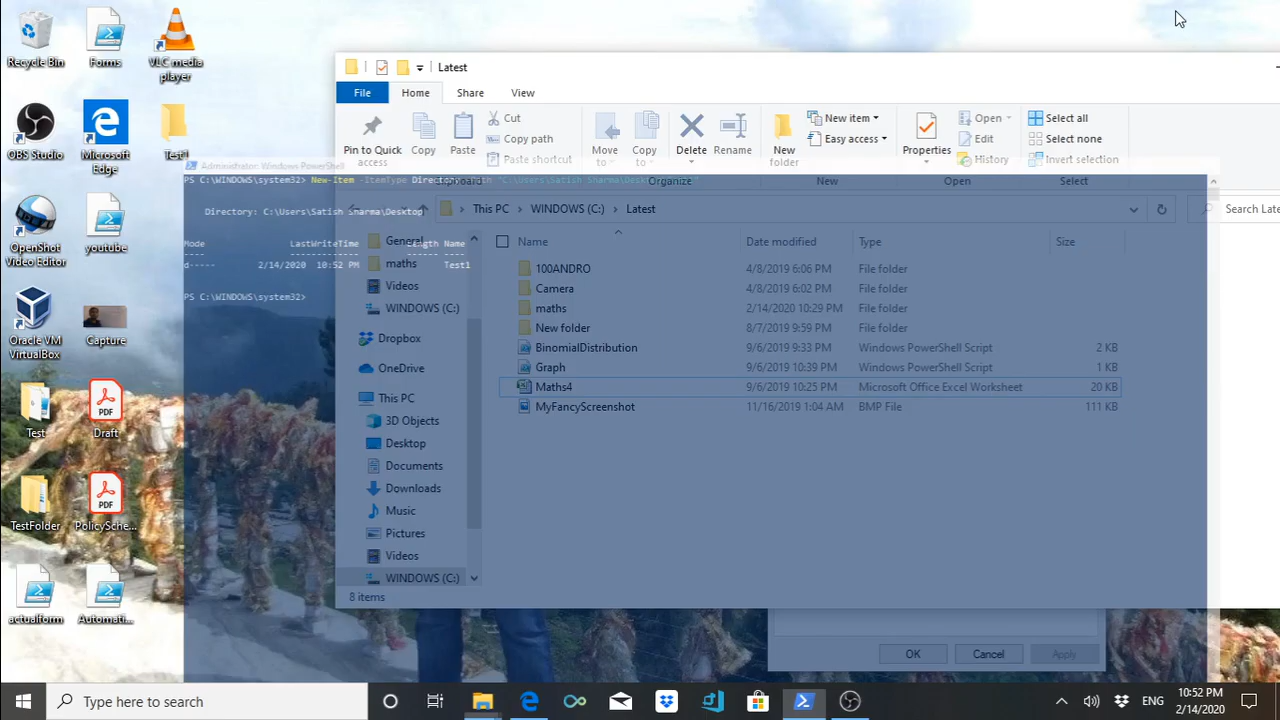 Recycle Bin
Forms
VLC media player
OBS Studio
Microsoft Edge
Test1
OpenShot Video Editor
youtube
Oracle VM VirtualBox
Capture
Test
Draft
TestFolder
PolicySche...
actualform
Automati...
Latest
File Home Share View
Pin to Quick access
Copy
Paste
Cut
Copy path
Paste shortcut
Move to
Copy to
Delete
Rename
New folder
New item
Easy access
Properties
Open
Edit
History
Select all
Select none
Invert selection
Organize New Open Select
This PC > WINDOWS (C:) > Latest
Search Late
Administrator: Windows PowerShell
PS C:\WINDOWS\system32> New-Item -ItemType Directory
Directory: C:\Users\Satish Sharma\Desktop
Mode LastWriteTime Length Name
---- ------------- ------ ----
d----- 2/14/2020 10:52 PM Test1
PS C:\WINDOWS\system32>
General
maths
Videos
WINDOWS (C:)
Dropbox
OneDrive
This PC
3D Objects
Desktop
Documents
Downloads
Music
Pictures
Videos
WINDOWS (C:)
Name Date modified Type Size
100ANDRO 4/8/2019 6:06 PM File folder
Camera 4/8/2019 6:02 PM File folder
maths 2/14/2020 10:29 PM File folder
New folder 8/7/2019 9:59 PM File folder
BinomialDistribution 9/6/2019 9:33 PM Windows PowerShell Script 2 KB
Graph 9/6/2019 10:39 PM Windows PowerShell Script 1 KB
Maths4 9/6/2019 10:25 PM Microsoft Office Excel Worksheet 20 KB
MyFancyScreenshot 11/16/2019 1:04 AM BMP File 111 KB
8 items
OK Cancel Apply
Type here to search
ENG
10:52 PM
2/14/2020